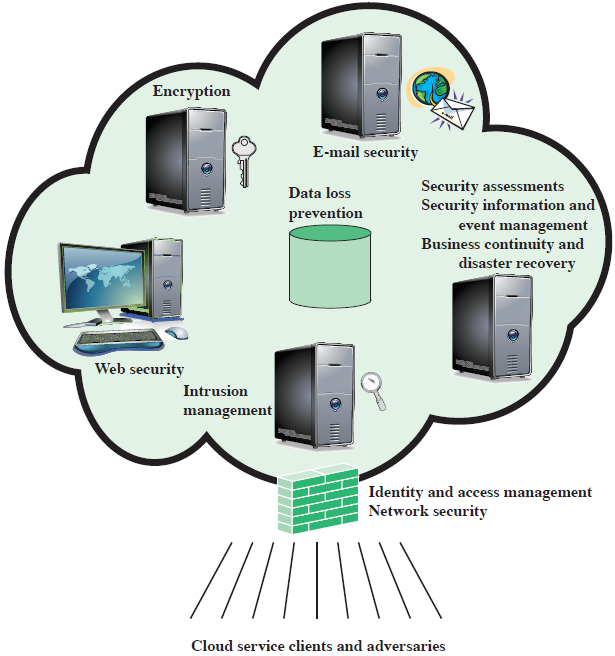 Encryption
E-mail security
Data loss
prevention
Security assessments
Security information and
event management
Business continuity and
disaster recovery
Web security
Intrusion
management
Identity and access management
Network security
Cloud service clients and adversaries